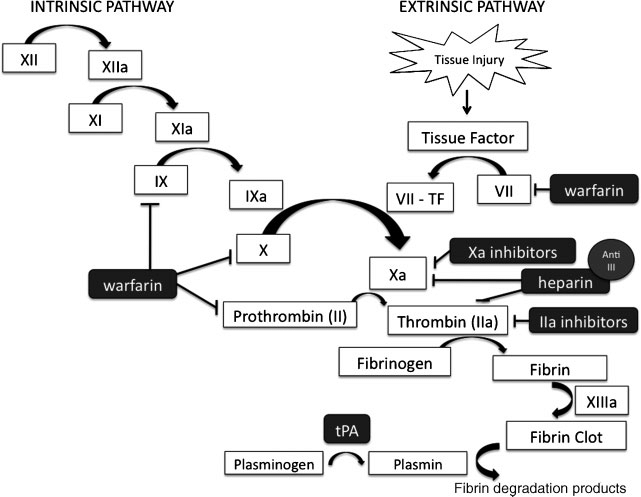 INTRINSIC PATHWAY
EXTRINSIC PATHWAY
XII
XIIa
Tissue Injury
XI
XIa
Tissue Factor
IX
IXa
VII - TF
VII
warfarin
X
Xa
Xa inhibitors
Anti
III
heparin
warfarin
Prothrombin (II)
Thrombin (IIa)
IIa inhibitors
Fibrinogen
Fibrin
XIIIa
Fibrin Clot
tPA
Plasminogen
Plasmin
Fibrin degradation products